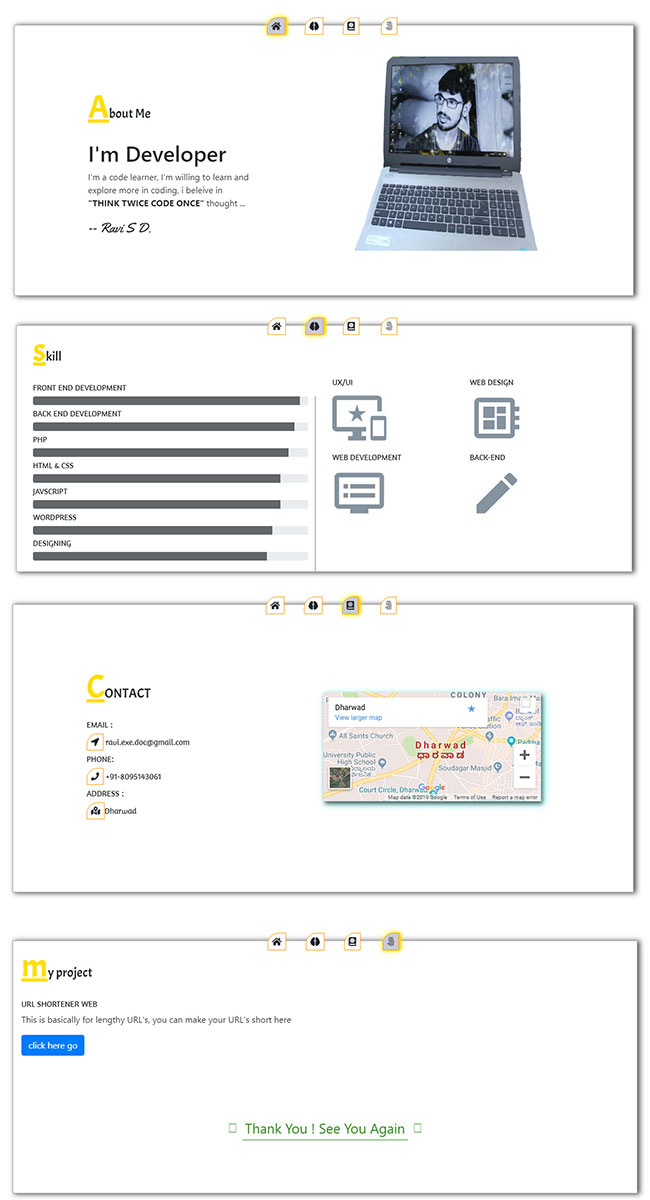 About Me
I'm Developer
I'm a code learner, I'm willing to learn and
explore more in coding, i beleive in
"THINK TWICE CODE ONCE" thought ...
-- Ravi S D.
Skill
FRONT END DEVELOPMENT
BACK END DEVELOPMENT
PHP
HTML & CSS
JAVSCRIPT
WORDPRESS
DESIGNING
UX/UI
WEB DESIGN
WEB DEVELOPMENT
BACK-END
CONTACT
EMAIL :
ravi.exe.doc@gmail.com
PHONE:
+91-8095143061
ADDRESS :
Dharwad
Dharwad
View larger map
COLONY
All Saints Church
University Public
High School
Dharwad
ಧಾರವಾಡ
Soudagar Masjid
Court Circle, Dharwad
Google
Map data ©2019 Google
Terms of Use
Report a map error
my project
URL SHORTENER WEB
This is basically for lengthy URL's, you can make your URL's short here
click here go
Thank You ! See You Again